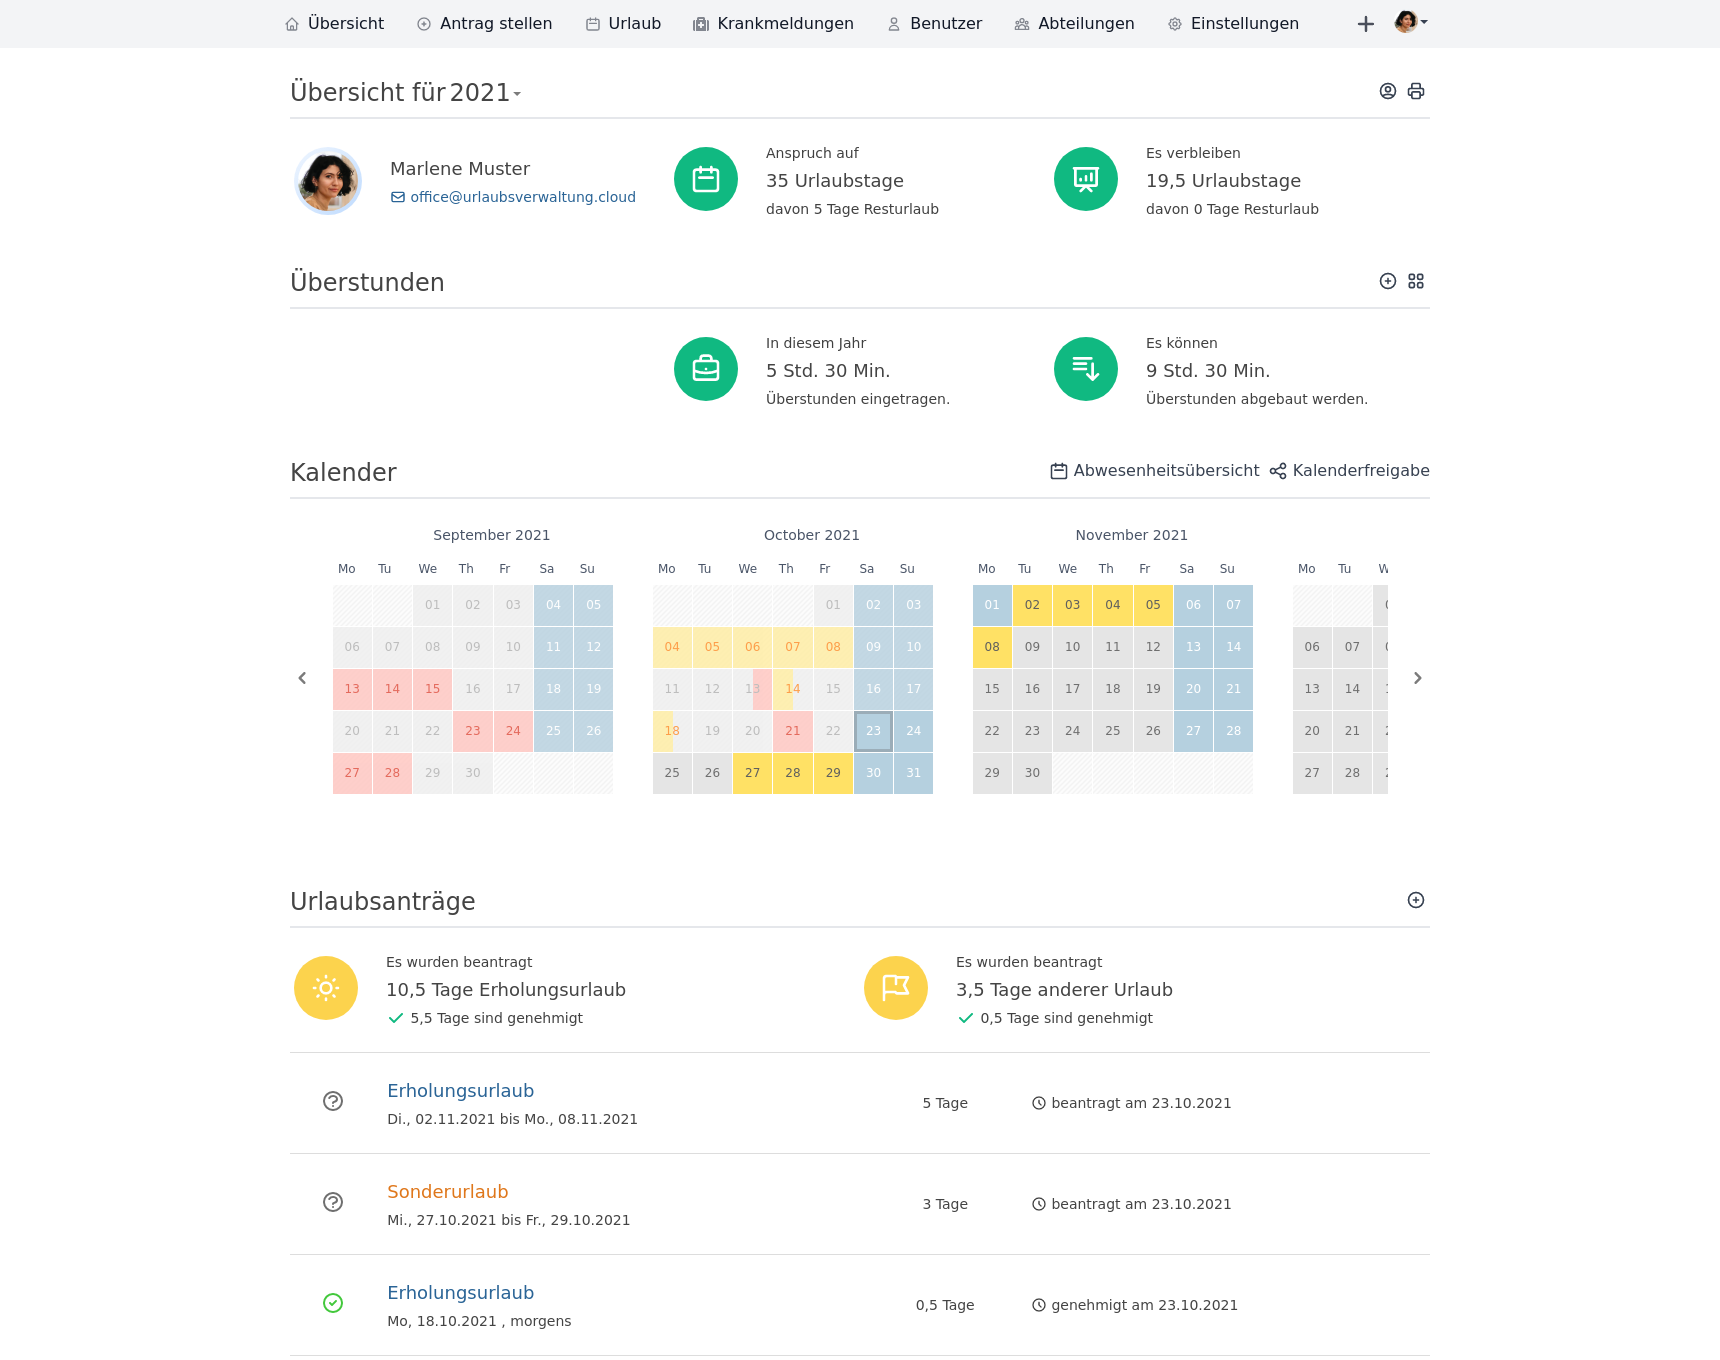 Übersicht Antrag stellen Urlaub Krankmeldungen Benutzer Abteilungen Einstellungen
Übersicht für 2021
Marlene Muster
office@urlaubsverwaltung.cloud
Anspruch auf
35 Urlaubstage
davon 5 Tage Resturlaub
Es verbleiben
19,5 Urlaubstage
davon 0 Tage Resturlaub
Überstunden
In diesem Jahr
5 Std. 30 Min.
Überstunden eingetragen.
Es können
9 Std. 30 Min.
Überstunden abgebaut werden.
Kalender
Abwesenheitsübersicht Kalenderfreigabe
September 2021
Mo Tu We Th Fr Sa Su
01 02 03 04 05
06 07 08 09 10 11 12
13 14 15 16 17 18 19
20 21 22 23 24 25 26
27 28 29 30
October 2021
Mo Tu We Th Fr Sa Su
01 02 03
04 05 06 07 08 09 10
11 12 13 14 15 16 17
18 19 20 21 22 23 24
25 26 27 28 29 30 31
November 2021
Mo Tu We Th Fr Sa Su
01 02 03 04 05 06 07
08 09 10 11 12 13 14
15 16 17 18 19 20 21
22 23 24 25 26 27 28
29 30
Mo Tu
06 07
13 14
20 21
27 28
Urlaubsanträge
Es wurden beantragt
10,5 Tage Erholungsurlaub
5,5 Tage sind genehmigt
Es wurden beantragt
3,5 Tage anderer Urlaub
0,5 Tage sind genehmigt
Erholungsurlaub
Di., 02.11.2021 bis Mo., 08.11.2021
5 Tage
beantragt am 23.10.2021
Sonderurlaub
Mi., 27.10.2021 bis Fr., 29.10.2021
3 Tage
beantragt am 23.10.2021
Erholungsurlaub
Mo, 18.10.2021 , morgens
0,5 Tage
genehmigt am 23.10.2021